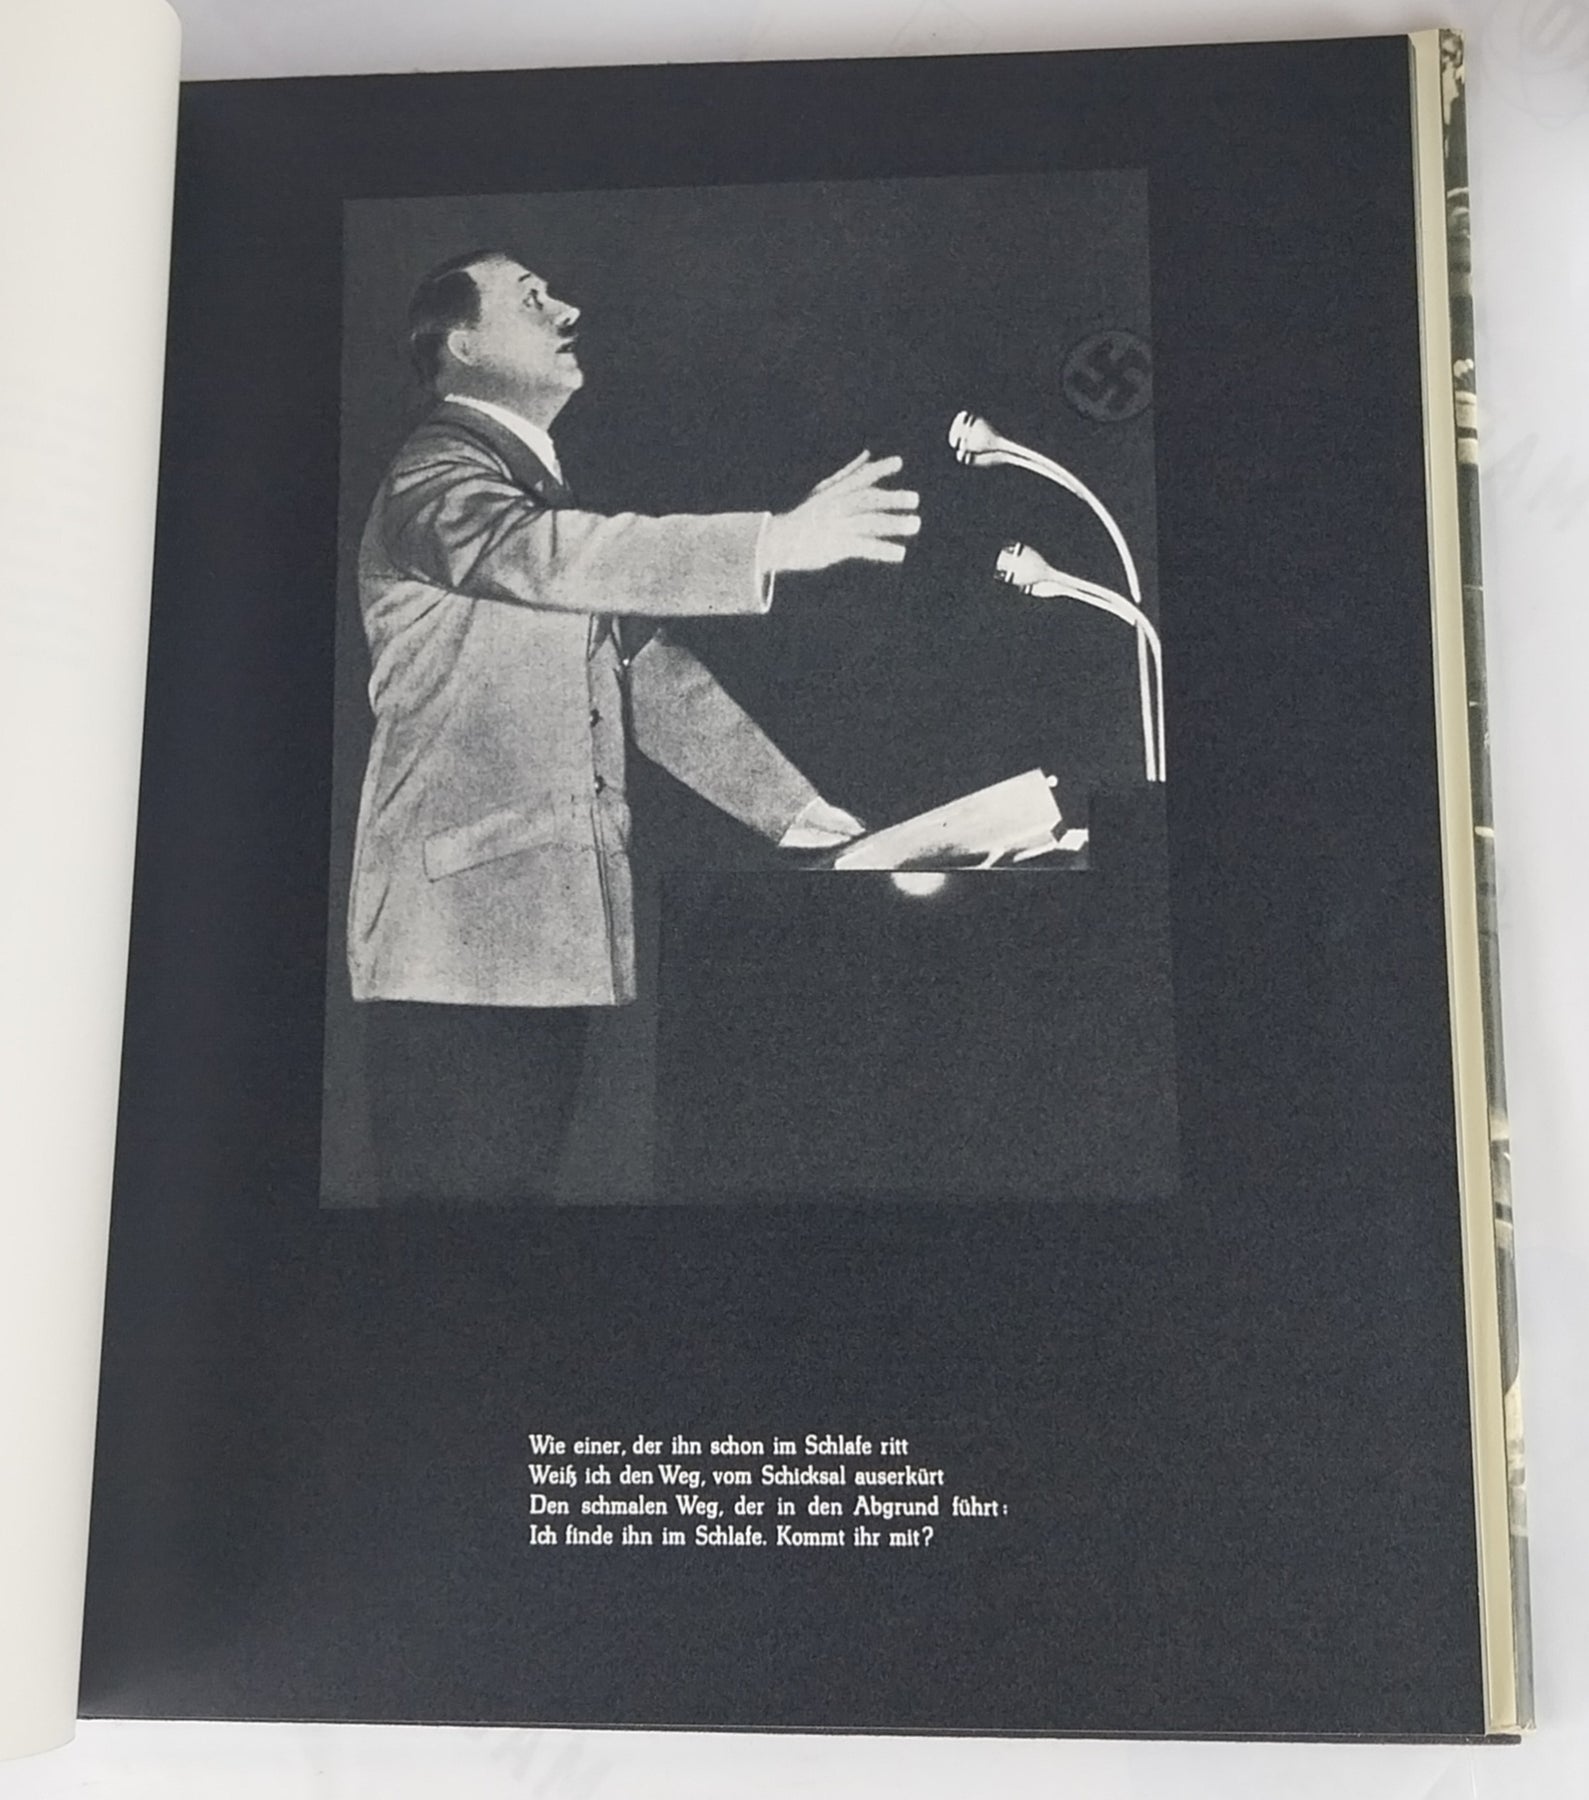 Wie einer, der ihn schon im Schlafe ritt
Weiß ich den Weg, vom Schicksal auserkürt
Den schmalen Weg, der in den Abgrund führt:
Ich finde ihn im Schlafe. Kommt ihr mit?